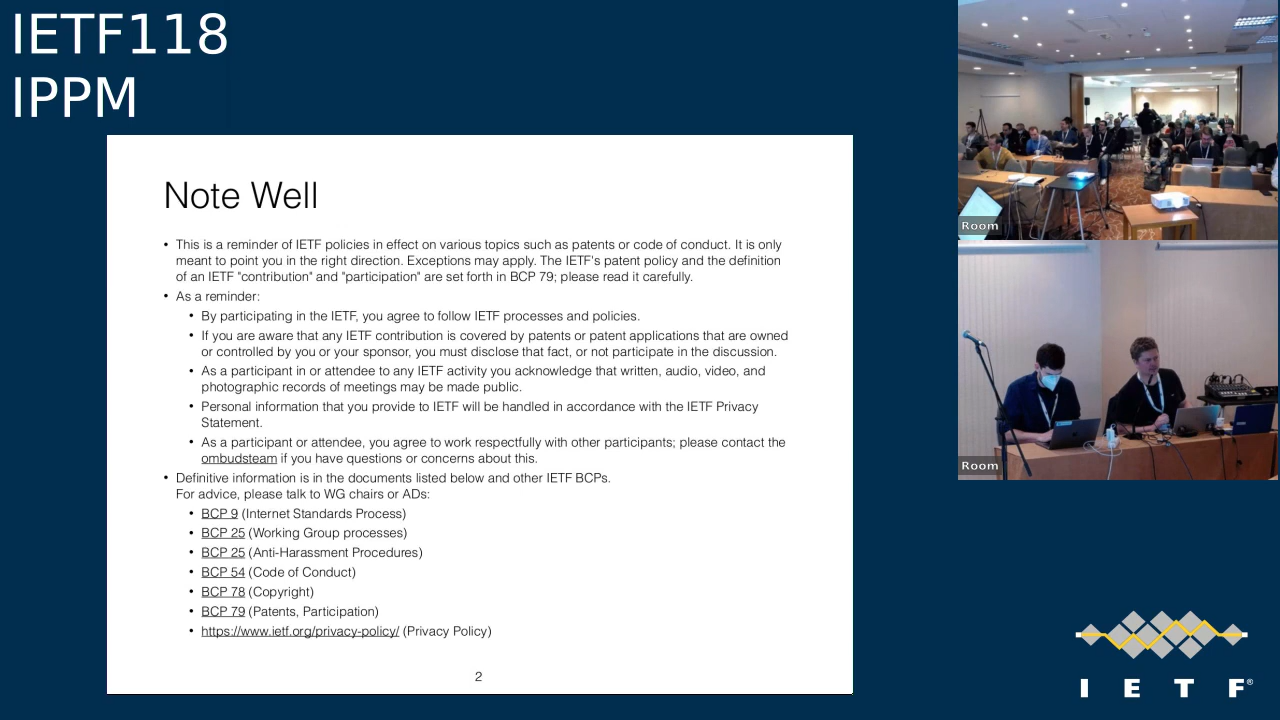 IETF118
IPPM
Note Well
• This is a reminder of IETF policies in effect on various topics such as patents or code of conduct. It is only
meant to point you in the right direction. Exceptions may apply. The IETF's patent policy and the definition
of an IETF "contribution" and "participation" are set forth in BCP 79; please read it carefully.
• As a reminder:
• By participating in the IETF, you agree to follow IETF processes and policies.
• If you are aware that any IETF contribution is covered by patents or patent applications that are owned
or controlled by you or your sponsor, you must disclose that fact, or not participate in the discussion.
• As a participant in or attendee to any IETF activity you acknowledge that written, audio, video, and
photographic records of meetings may be made public.
• Personal information that you provide to IETF will be handled in accordance with the IETF Privacy
Statement.
• As a participant or attendee, you agree to work respectfully with other participants; please contact the
ombudsteam if you have questions or concerns about this.
• Definitive information is in the documents listed below and other IETF BCPs.
For advice, please talk to WG chairs or ADs:
• BCP 9 (Internet Standards Process)
• BCP 25 (Working Group processes)
• BCP 25 (Anti-Harassment Procedures)
• BCP 54 (Code of Conduct)
• BCP 78 (Copyright)
• BCP 79 (Patents, Participation)
• https://www.ietf.org/privacy-policy/ (Privacy Policy)
2
Room
Room
I E T F®